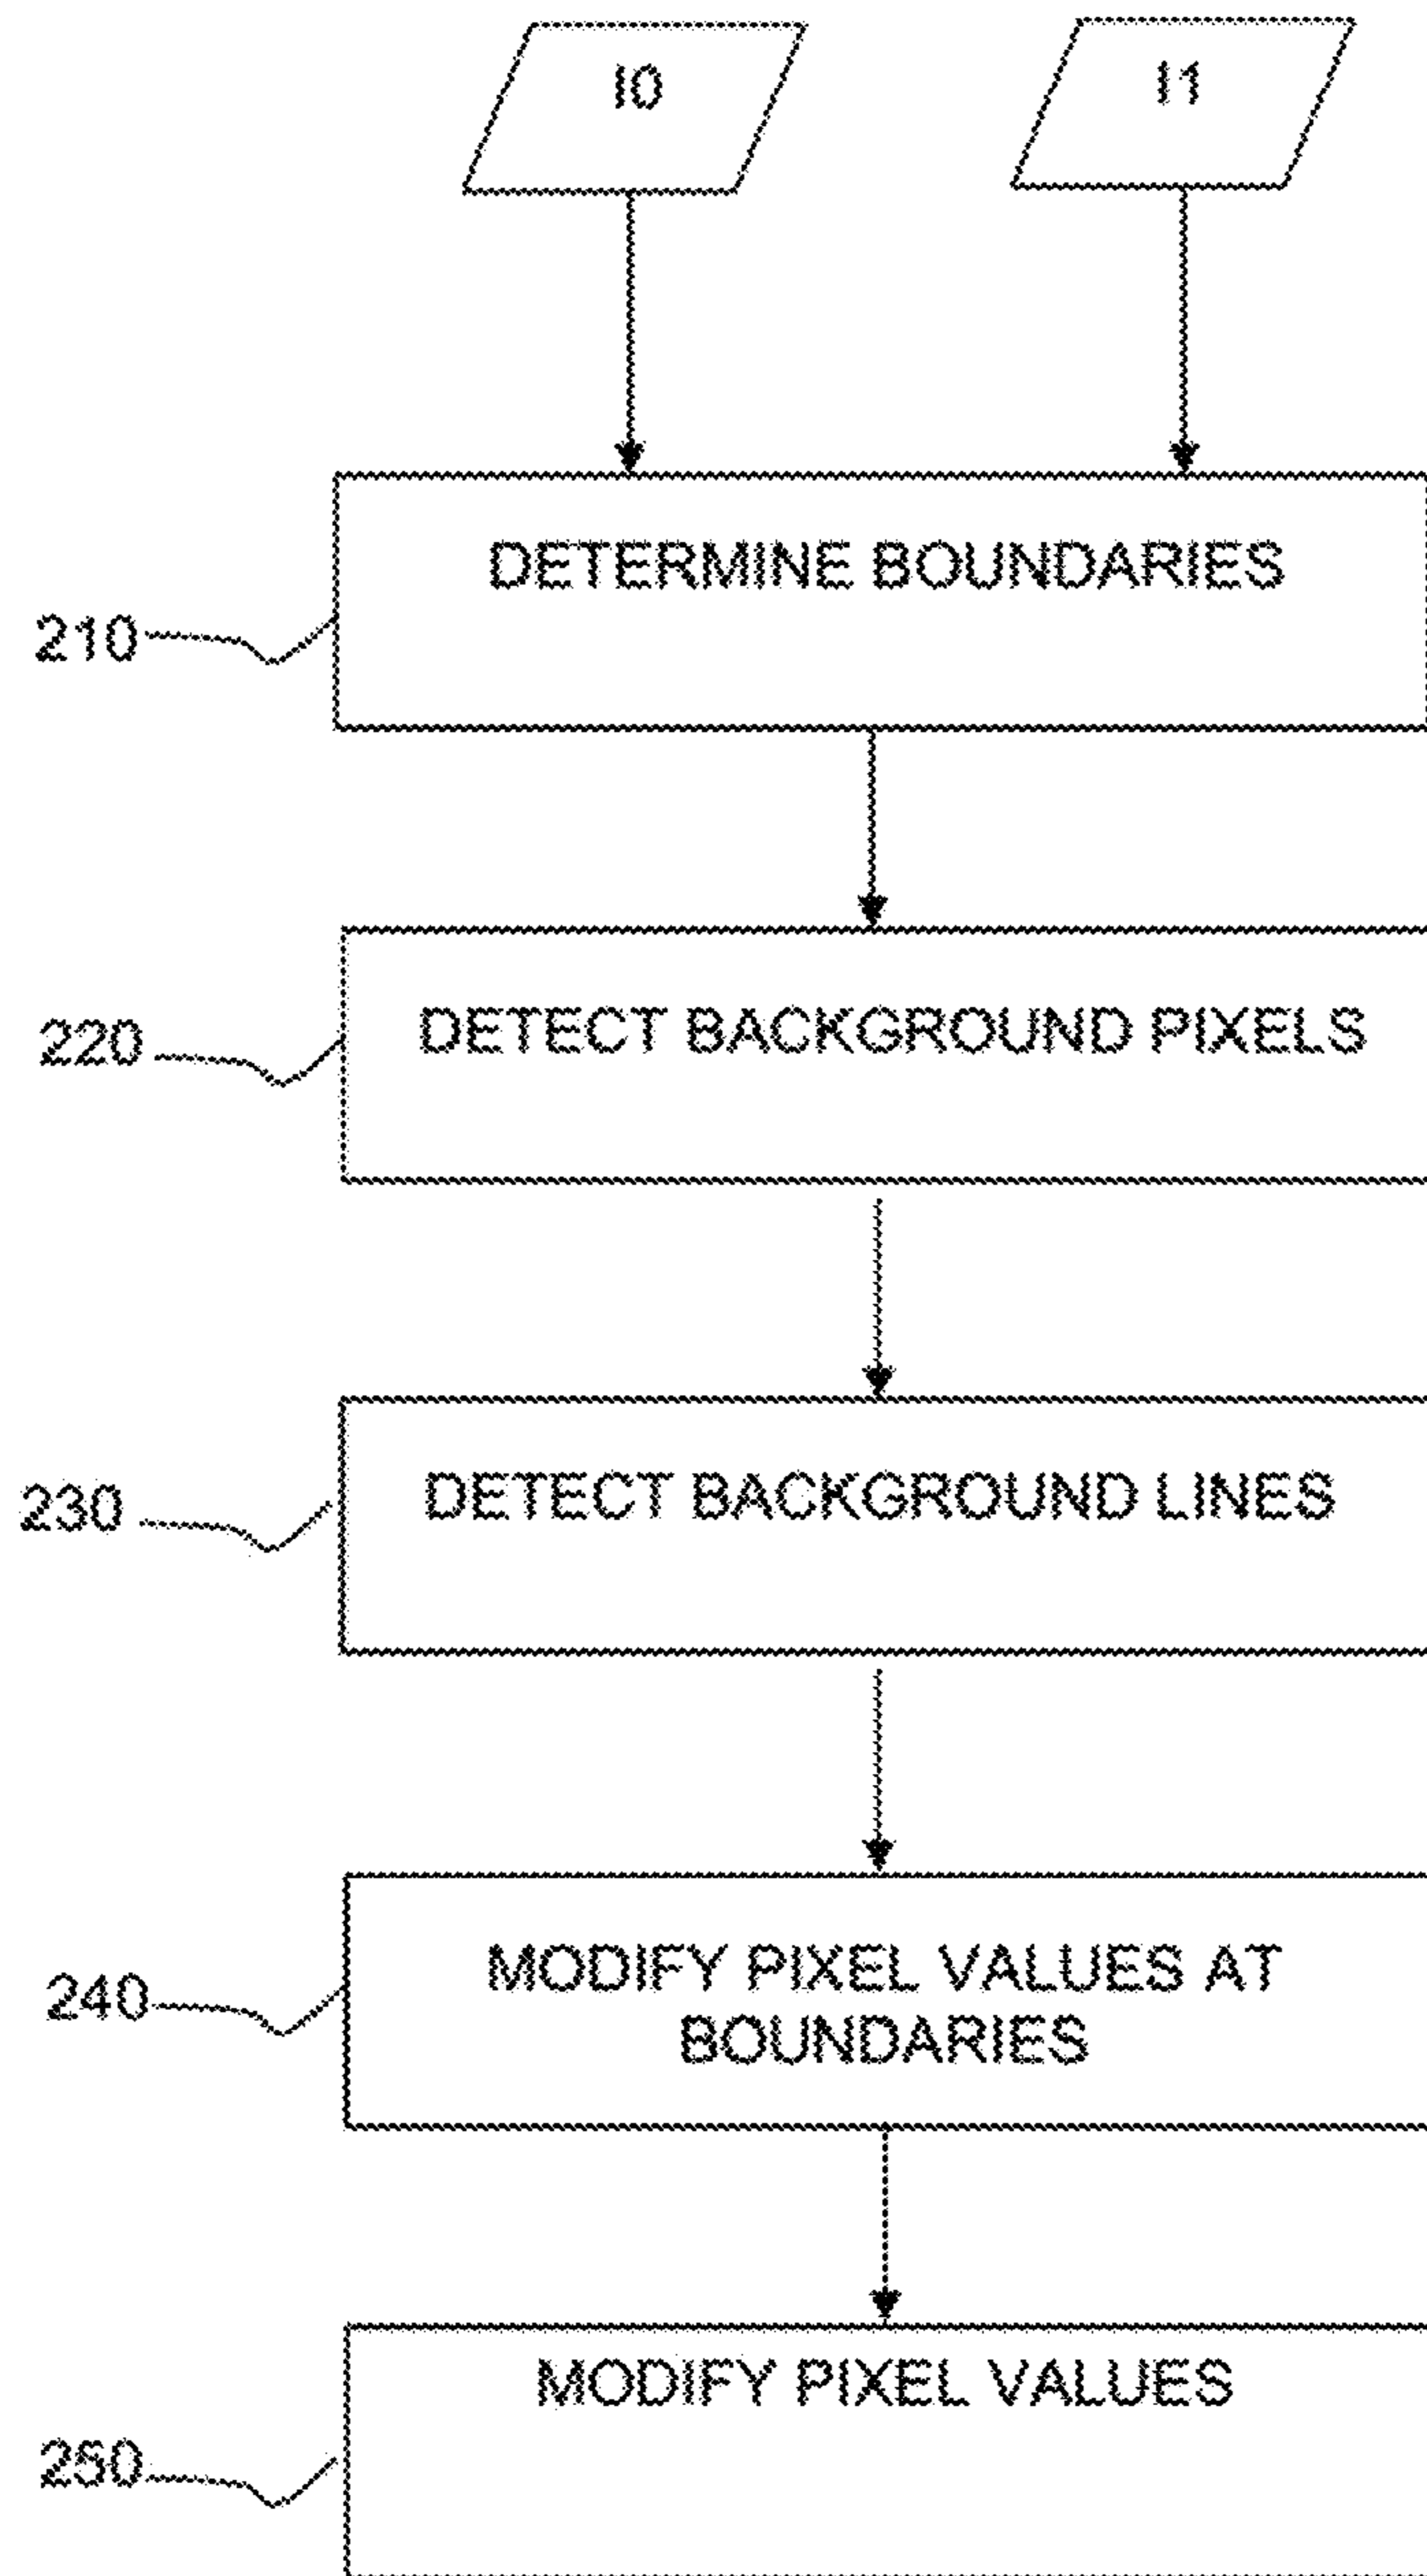 I0
I1
DETERMINE BOUNDARIES
210
DETECT BACKGROUND PIXELS
220
DETECT BACKGROUND LINES
230
MODIFY PIXEL VALUES AT
BOUNDARIES
240
MODIFY PIXEL VALUES
250